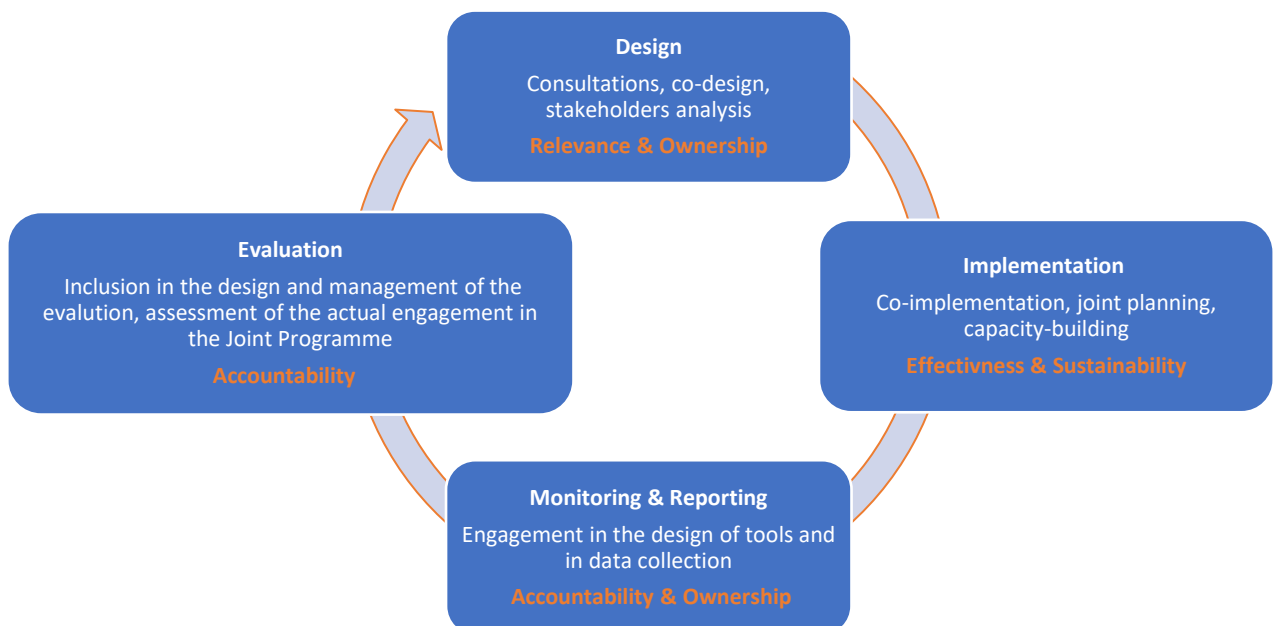 Design
Consultations, co-design,
stakeholders analysis
Relevance & Ownership
Implementation
Co-implementation, joint planning,
capacity-building
Effectivness & Sustainability
Monitoring & Reporting
Engagement in the design of tools and
in data collection
Accountability & Ownership
Evaluation
Inclusion in the design and management of the
evalution, assessment of the actual engagement in
the Joint Programme
Accountability